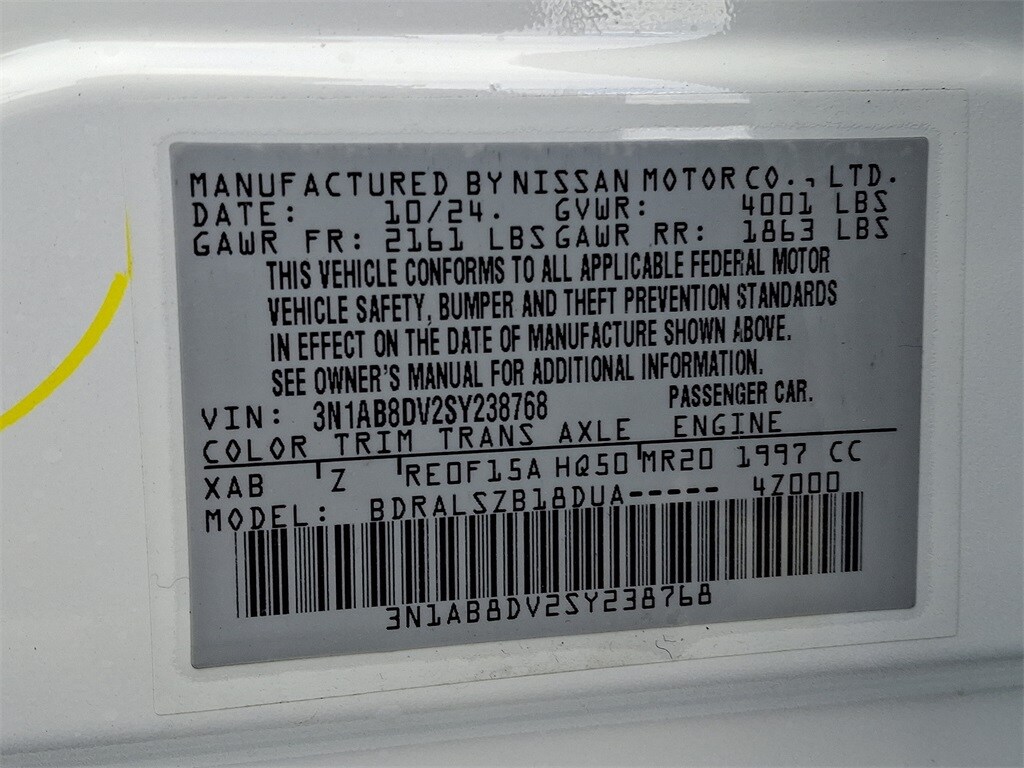 MANUFACTURED BY NISSAN MOTOR CO., LTD.
DATE: 10/24. GVWR: 4001 LBS
GAWR FR: 2161 LBS GAWR RR: 1863 LBS
THIS VEHICLE CONFORMS TO ALL APPLICABLE FEDERAL MOTOR
VEHICLE SAFETY, BUMPER AND THEFT PREVENTION STANDARDS
IN EFFECT ON THE DATE OF MANUFACTURE SHOWN ABOVE.
SEE OWNER'S MANUAL FOR ADDITIONAL INFORMATION.
VIN: 3N1AB8DV2SY238768 PASSENGER CAR.
COLOR TRIM TRANS AXLE ENGINE
XAB Z RE0F15A HQ50 MR20 1997 CC
MODEL: BDRALSZB18DUA----- 4Z000
3N1AB8DV2SY238768